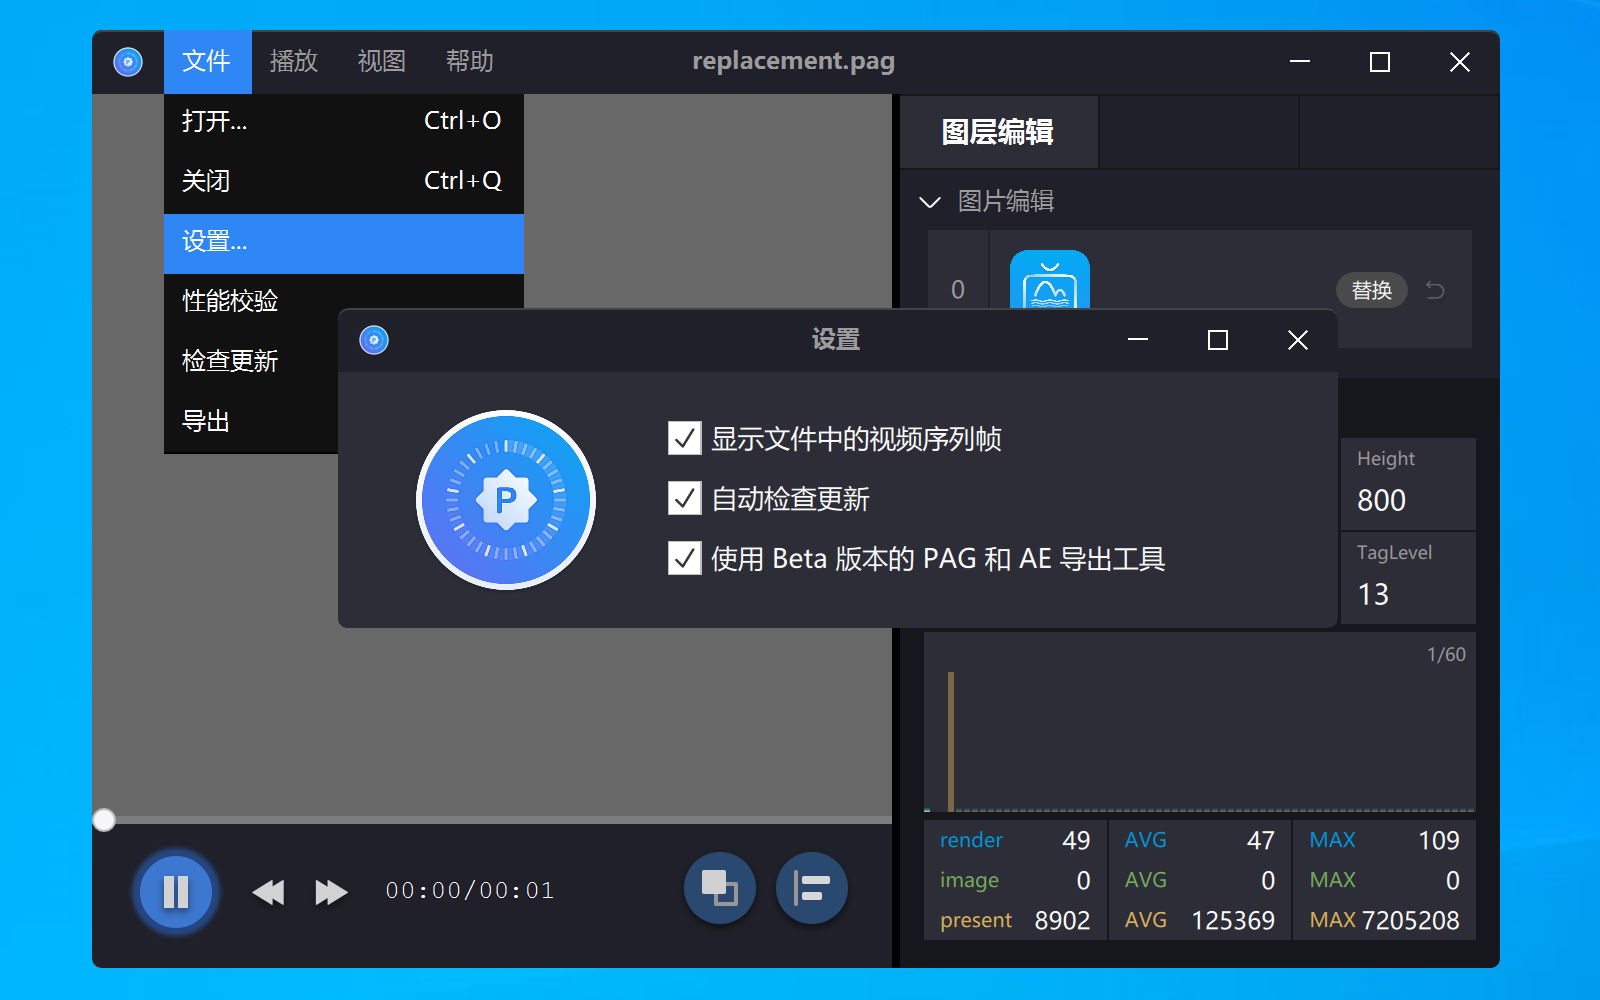 文件 播放 视图 帮助 replacement.pag
打开... Ctrl+O
关闭 Ctrl+Q
设置...
性能校验
检查更新
导出
图层编辑
图片编辑
0 替换
设置
P
显示文件中的视频序列帧
自动检查更新
使用 Beta 版本的 PAG 和 AE 导出工具
Height
800
TagLevel
13
1/60
render 49 AVG 47 MAX 109
image 0 AVG 0 MAX 0
present 8902 AVG 125369 MAX 7205208
00:00/00:01